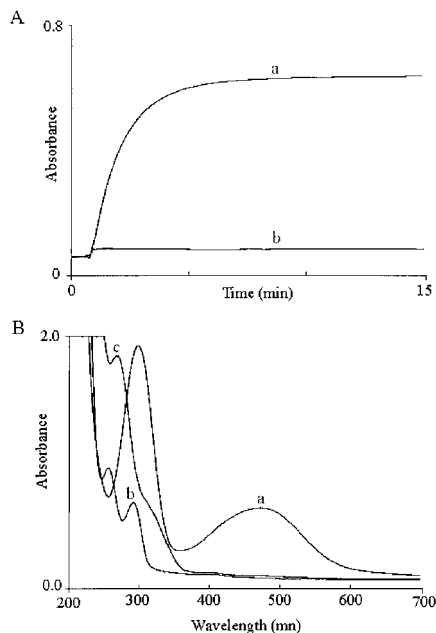 A
0.8
a
Absorbance
b
0
0
Time (min)
15
B
2.0
c
a
Absorbance
b
0.0
200
300
400
500
600
700
Wavelength (mn)